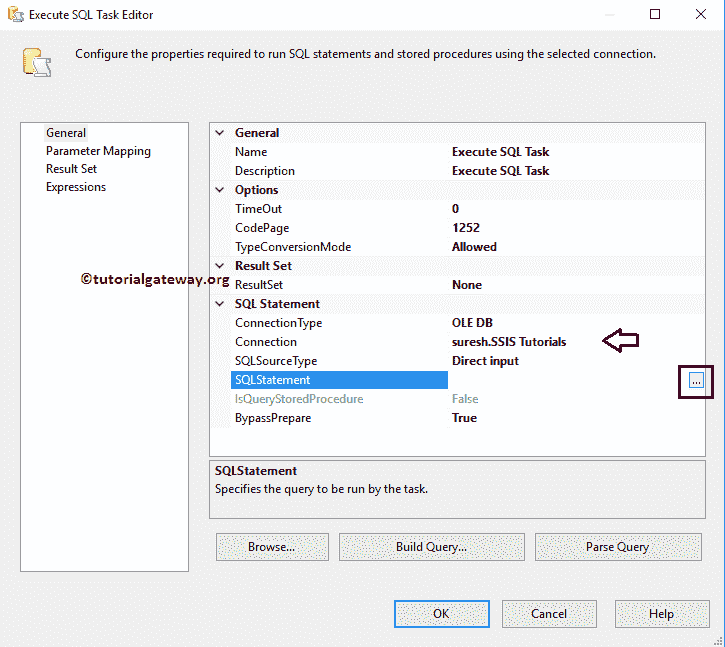 Execute SQL Task Editor
Configure the properties required to run SQL statements and stored procedures using the selected connection.
General
Parameter Mapping
Result Set
Expressions
©tutorialgateway.org
General
Name Execute SQL Task
Description Execute SQL Task
Options
TimeOut 0
CodePage 1252
TypeConversionMode Allowed
Result Set
ResultSet None
SQL Statement
ConnectionType OLE DB
Connection suresh.SSIS Tutorials
SQLSourceType Direct input
SQLStatement ...
IsQueryStoredProcedure False
BypassPrepare True
SQLStatement
Specifies the query to be run by the task.
Browse... Build Query... Parse Query
OK Cancel Help